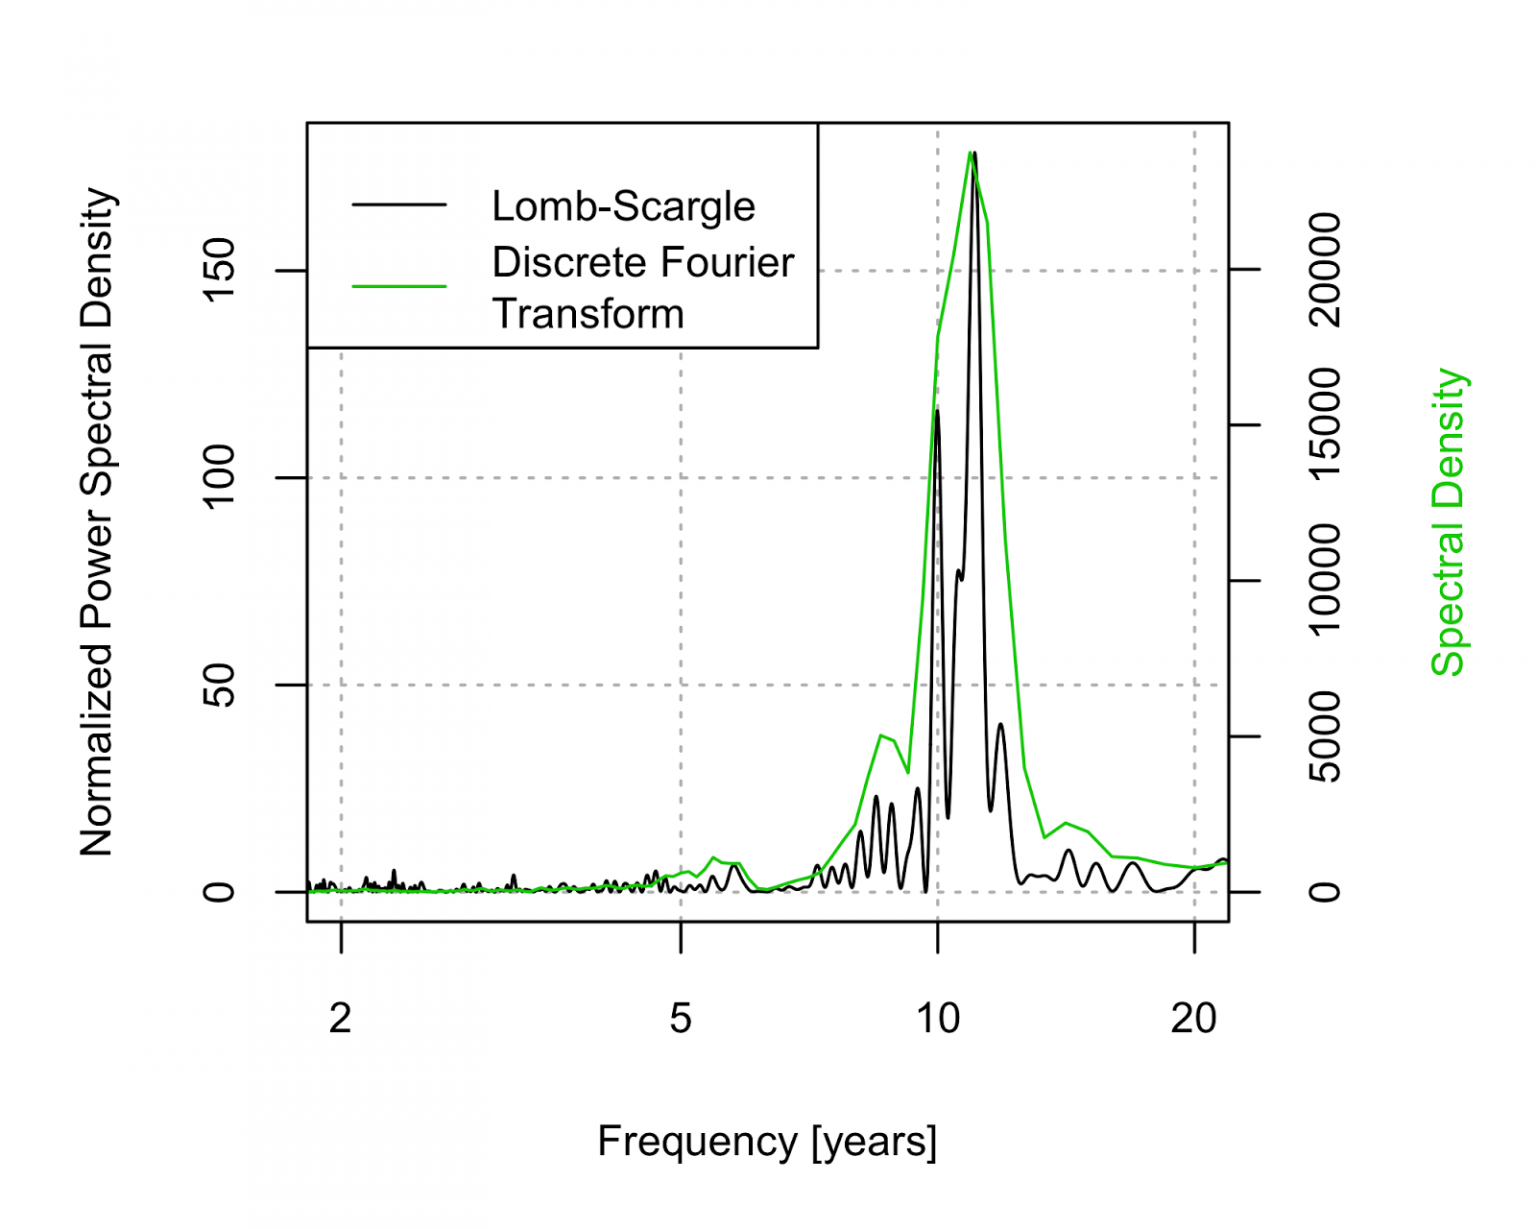 Lomb-Scargle
Discrete Fourier
Transform
Normalized Power Spectral Density
150
100
50
0
20000
15000
10000
5000
0
Spectral Density
2
5
10
20
Frequency [years]